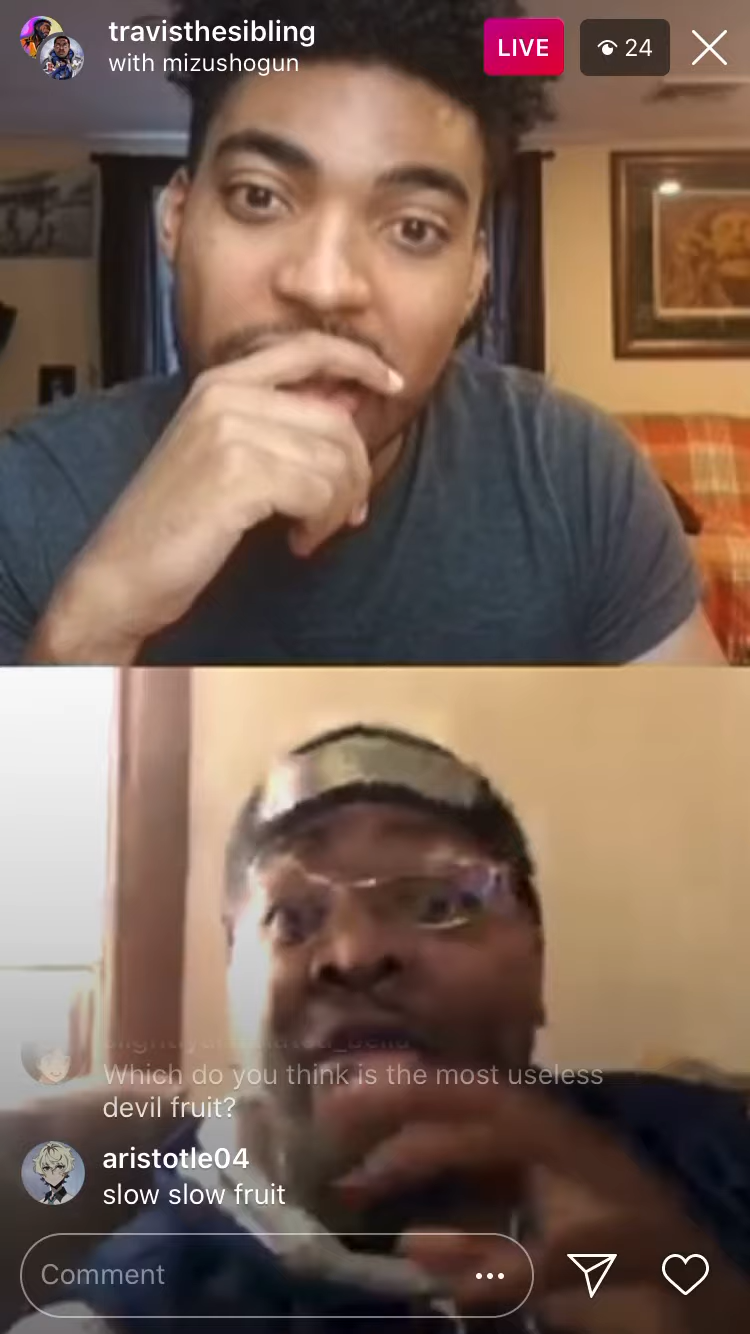 travisthesibling
with mizushogun
LIVE
24
Which do you think is the most useless
devil fruit?
aristotle04
slow slow fruit
Comment